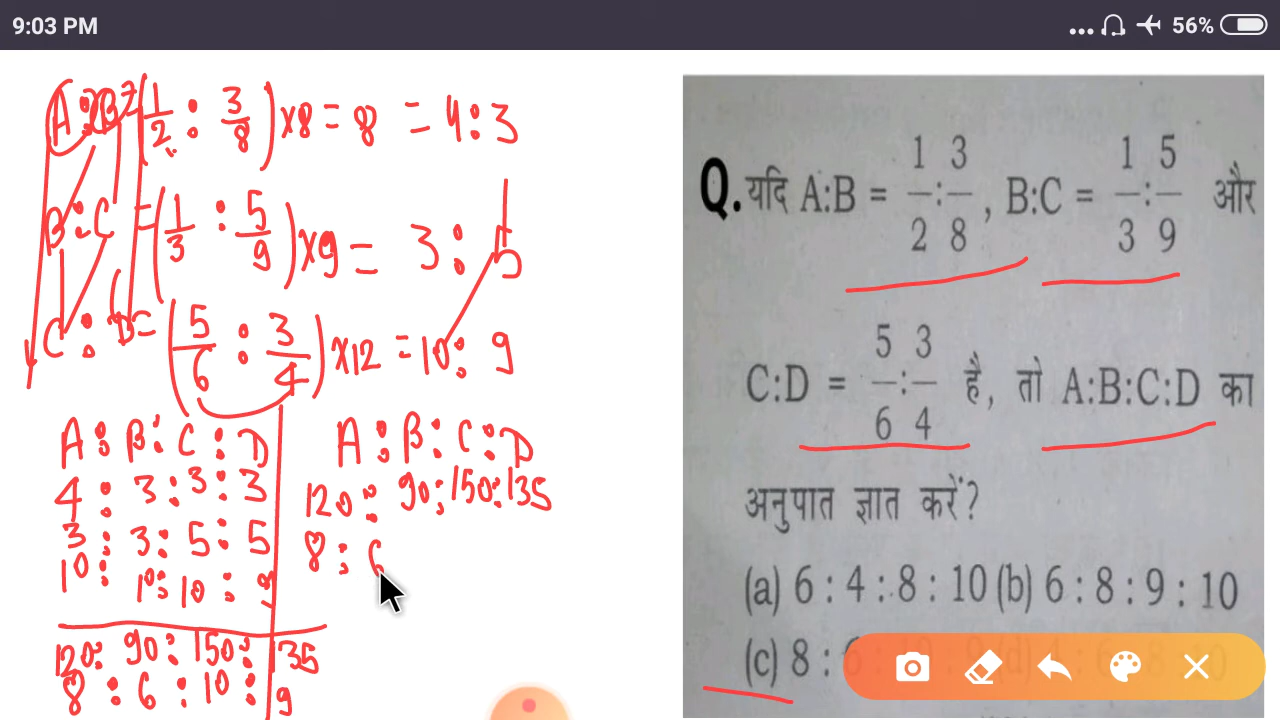 9:03 PM
... 56%
A:B = (1/2 : 3/8) ×8 = 8 = 4:3
B:C = (1/3 : 5/9) ×9 = 3 : 5
C:D = (5/6 : 3/4) ×12 = 10 : 9
A : B : C : D
4 : 3 : 3 : 3
3 : 3 : 5 : 5
10 : 10 : 10 : 9
120 : 90 : 150 : 135
8 : 6 : 10 : 9
A : B : C : D
120 : 90 : 150 : 135
8 : 6
Q. यदि A:B = 1/2 : 3/8 , B:C = 1/3 : 5/9 और
C:D = 5/6 : 3/4 है, तो A:B:C:D का
अनुपात ज्ञात करें?
(a) 6 : 4 : 8 : 10 (b) 6 : 8 : 9 : 10
(c) 8 :